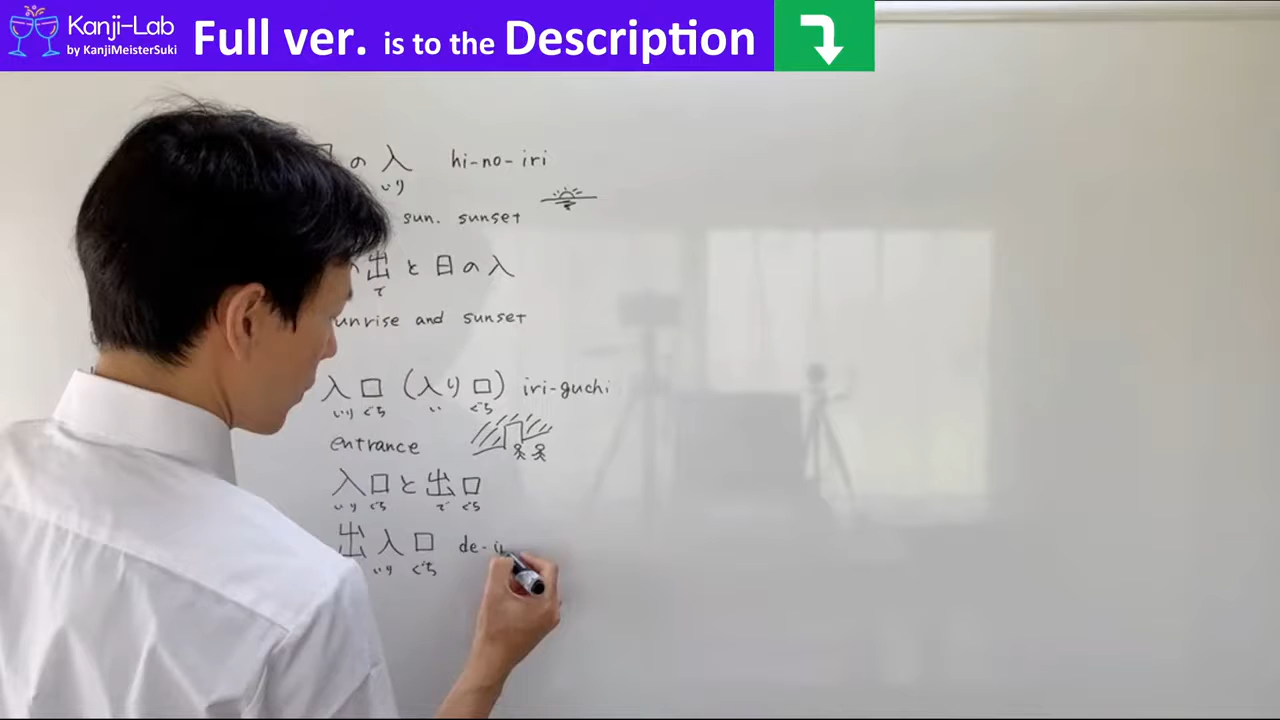 Kanji-Lab
by KanjiMeisterSuki
Full ver. is to the Description
の入 hi-no-iri
いり
sun. sunset
出と日の入
で
sunrise and sunset
入口 (入り口) iri-guchi
いり ぐち い ぐち
entrance
入口と出口
いり ぐち で ぐち
出入口 de-i
いり ぐち